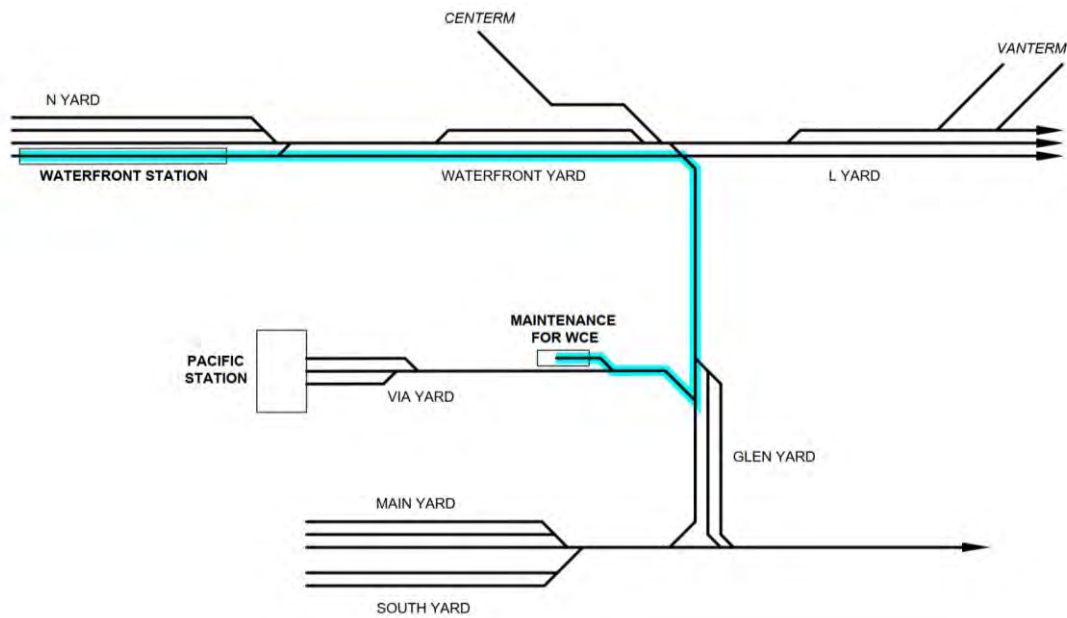 CENTERM
VANTERM
N YARD
WATERFRONT STATION
WATERFRONT YARD
L YARD
MAINTENANCE
FOR WCE
PACIFIC
STATION
VIA YARD
GLEN YARD
MAIN YARD
SOUTH YARD